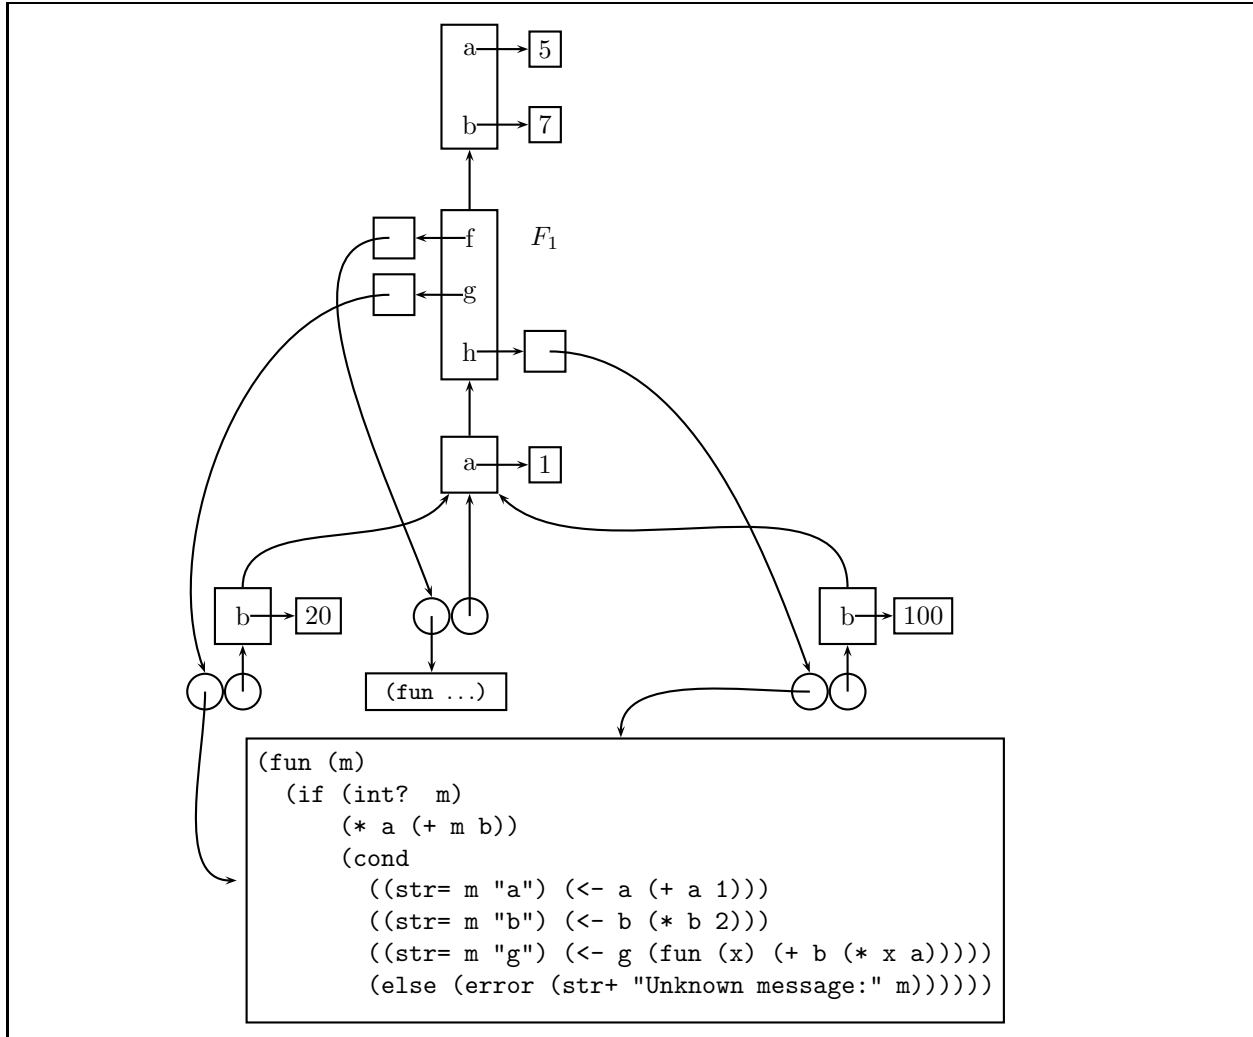 a 5
b 7
f F1
g
h
a 1
b 20
b 100
(fun ...)
(fun (m)
(if (int? m)
(* a (+ m b))
(cond
((str= m "a") (<- a (+ a 1)))
((str= m "b") (<- b (* b 2)))
((str= m "g") (<- g (fun (x) (+ b (* x a)))))
(else (error (str+ "Unknown message:" m))))))